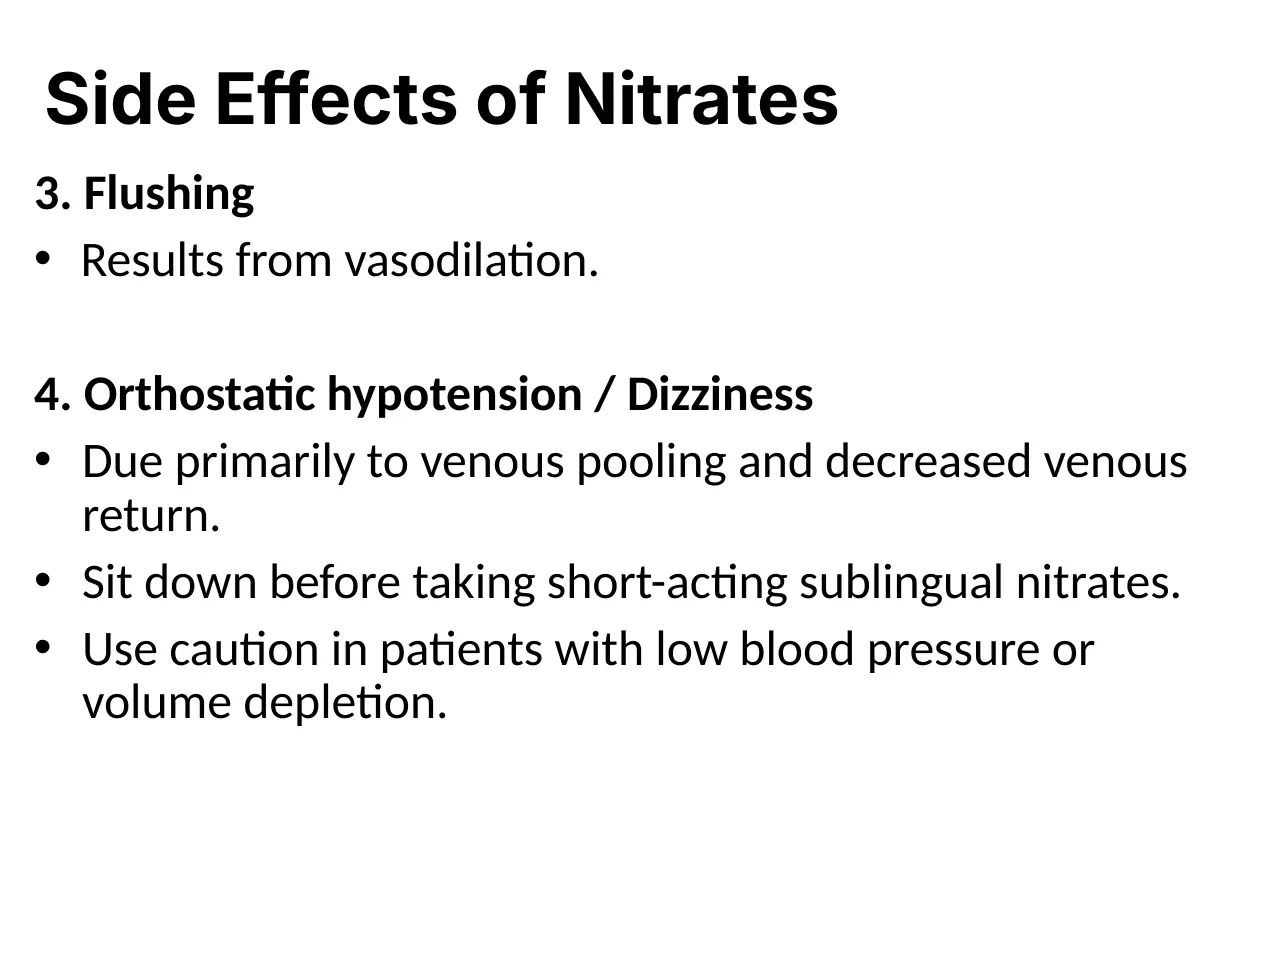 Side Effects of Nitrates
3. Flushing
• Results from vasodilation.
4. Orthostatic hypotension / Dizziness
• Due primarily to venous pooling and decreased venous
return.
• Sit down before taking short-acting sublingual nitrates.
• Use caution in patients with low blood pressure or
volume depletion.